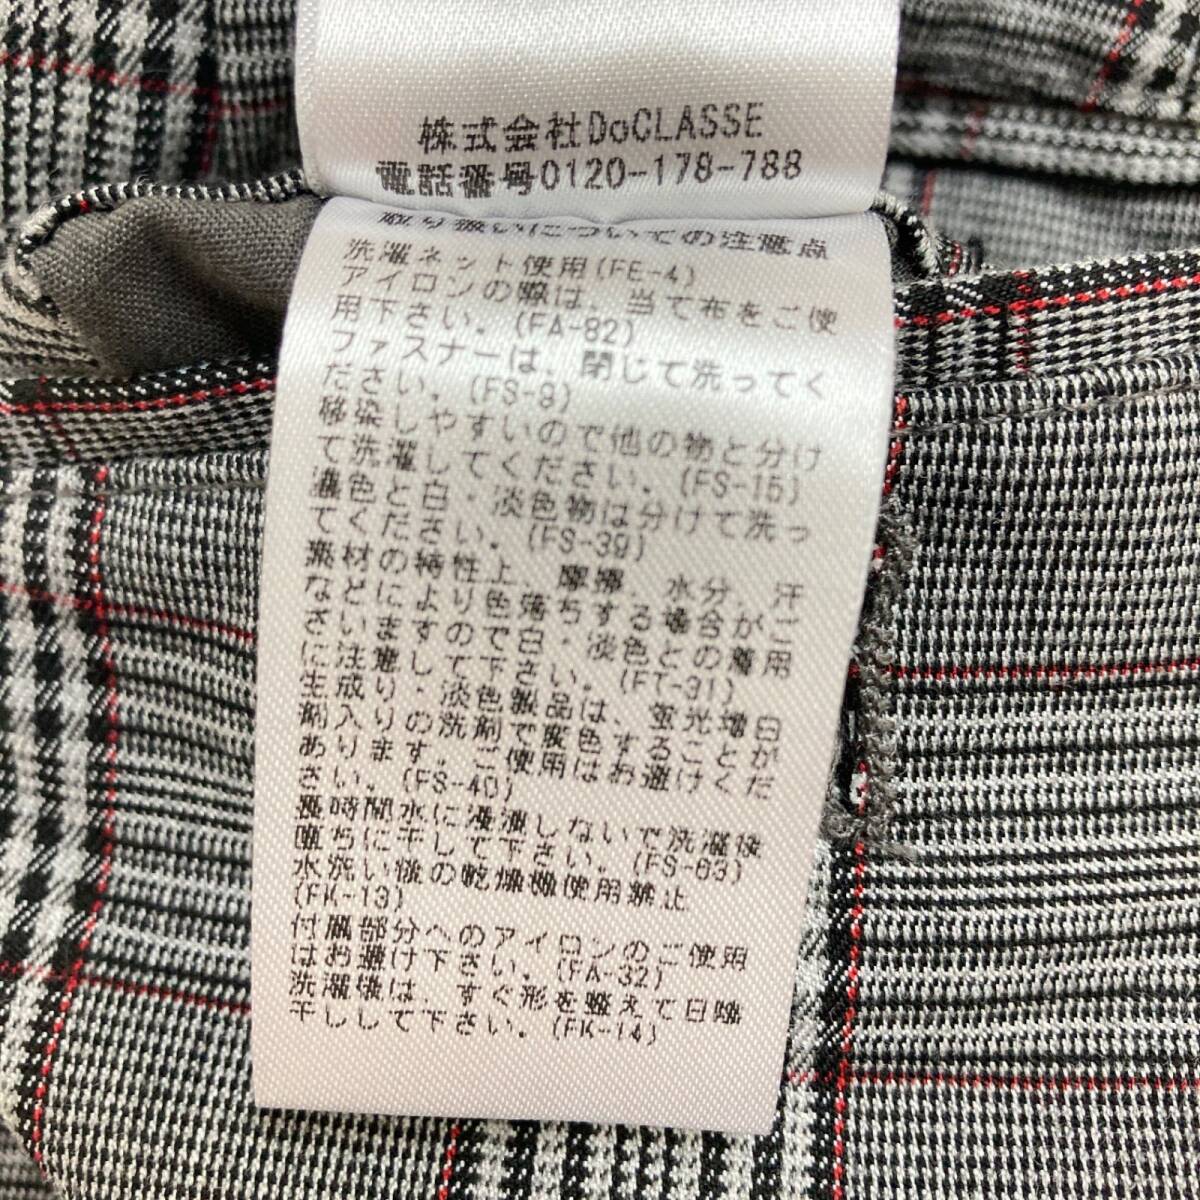 株式会社DoCLASSE
電話番号0120-178-788
取り扱いについての注意点
洗濯ネット使用(FE-4)
アイロンの際は、当て布をご使
用下さい。(FA-82)
ファスナーは、閉じて洗ってく
ださい。(FS-9)
移染しやすいので他の物と分け
て洗濯してください。(FS-15)
濃色と白・淡色物は分けて洗っ
てください。(FS-39)
素材の特性上、摩擦、水分、汗
などにより色落ちする場合がご
ざいますので白・淡色との着用
に注意して下さい。(FT-31)
生成り・淡色製品は、蛍光増白
剤入りの洗剤で変色することが
あります。ご使用はお避けくだ
さい。(FS-40)
長時間水に浸漬しないで洗濯後
直ちに干して下さい。(FS-63)
水洗い後の乾燥機使用禁止
(FK-13)
付属部分へのアイロンのご使用
はお避け下さい。(FA-32)
洗濯後は、すぐ形を整えて日陰
干しして下さい。(FK-14)